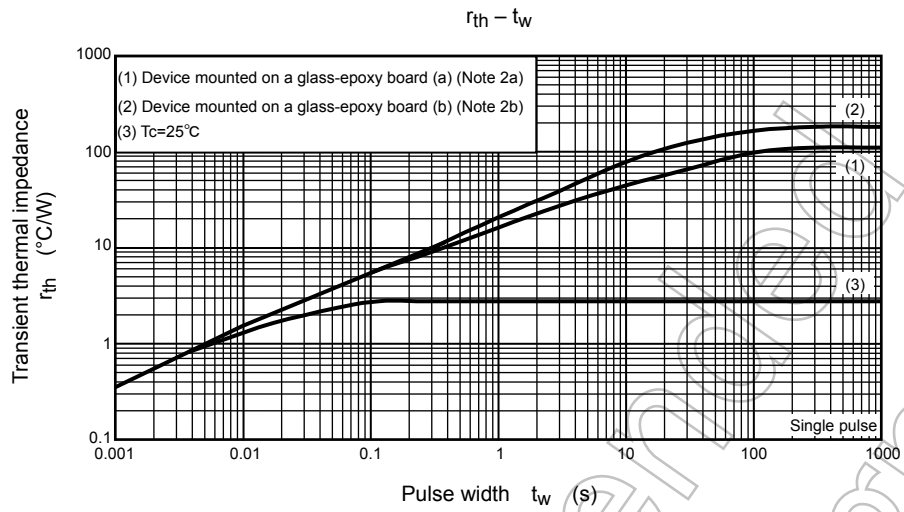 rth – tw
1000
(1) Device mounted on a glass-epoxy board (a) (Note 2a)
(2) Device mounted on a glass-epoxy board (b) (Note 2b)
(3) Tc=25°C
(2)
100
(1)
Transient thermal impedance
rth (°C/W)
10
(3)
1
Single pulse
0.1
0.001
0.01
0.1
1
10
100
1000
Pulse width tw (s)